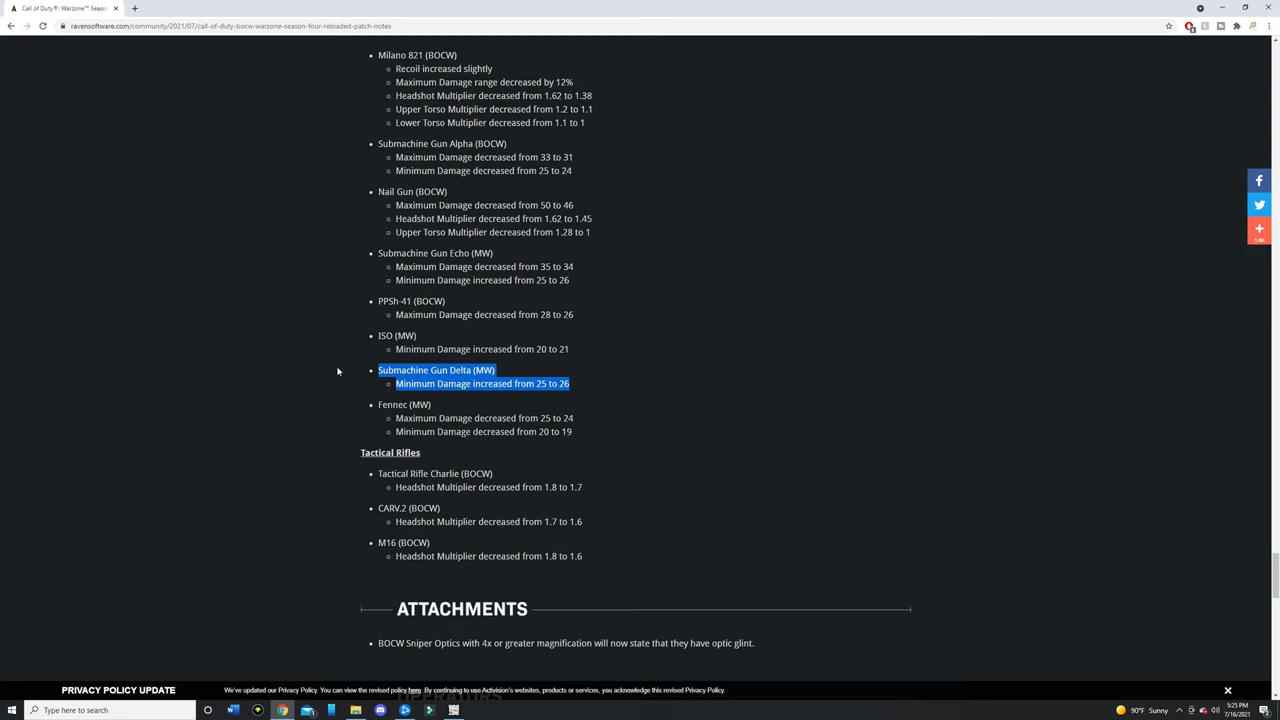 Call of Duty®: Warzone™ Seaso
ravensoftware.com/community/2021/07/call-of-duty-bocw-warzone-season-four-reloaded-patch-notes
Milano 821 (BOCW)
Recoil increased slightly
Maximum Damage range decreased by 12%
Headshot Multiplier decreased from 1.62 to 1.38
Upper Torso Multiplier decreased from 1.2 to 1.1
Lower Torso Multiplier decreased from 1.1 to 1
Submachine Gun Alpha (BOCW)
Maximum Damage decreased from 33 to 31
Minimum Damage decreased from 25 to 24
Nail Gun (BOCW)
Maximum Damage decreased from 50 to 46
Headshot Multiplier decreased from 1.62 to 1.45
Upper Torso Multiplier decreased from 1.28 to 1
Submachine Gun Echo (MW)
Maximum Damage decreased from 35 to 34
Minimum Damage increased from 25 to 26
PPSh-41 (BOCW)
Maximum Damage decreased from 28 to 26
ISO (MW)
Minimum Damage increased from 20 to 21
Submachine Gun Delta (MW)
Minimum Damage increased from 25 to 26
Fennec (MW)
Maximum Damage decreased from 25 to 24
Minimum Damage decreased from 20 to 19
Tactical Rifles
Tactical Rifle Charlie (BOCW)
Headshot Multiplier decreased from 1.8 to 1.7
CARV.2 (BOCW)
Headshot Multiplier decreased from 1.7 to 1.6
M16 (BOCW)
Headshot Multiplier decreased from 1.8 to 1.6
ATTACHMENTS
BOCW Sniper Optics with 4x or greater magnification will now state that they have optic glint.
PRIVACY POLICY UPDATE
We've updated our Privacy Policy. You can view the revised policy here. By continuing to use Activision's websites, products or services, you acknowledge this revised Privacy Policy.
Type here to search
90°F Sunny
5:25 PM
7/16/2021